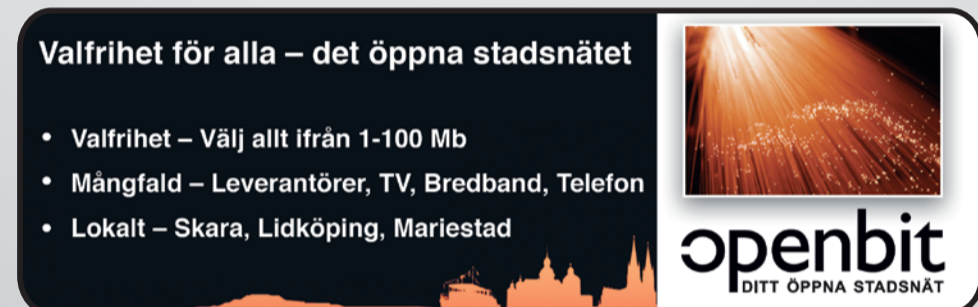 Valfrihet för alla – det öppna stadsnätet
• Valfrihet – Välj allt ifrån 1-100 Mb
• Mångfald – Leverantörer, TV, Bredband, Telefon
• Lokalt – Skara, Lidköping, Mariestad
openbit
DITT ÖPPNA STADSNÄT